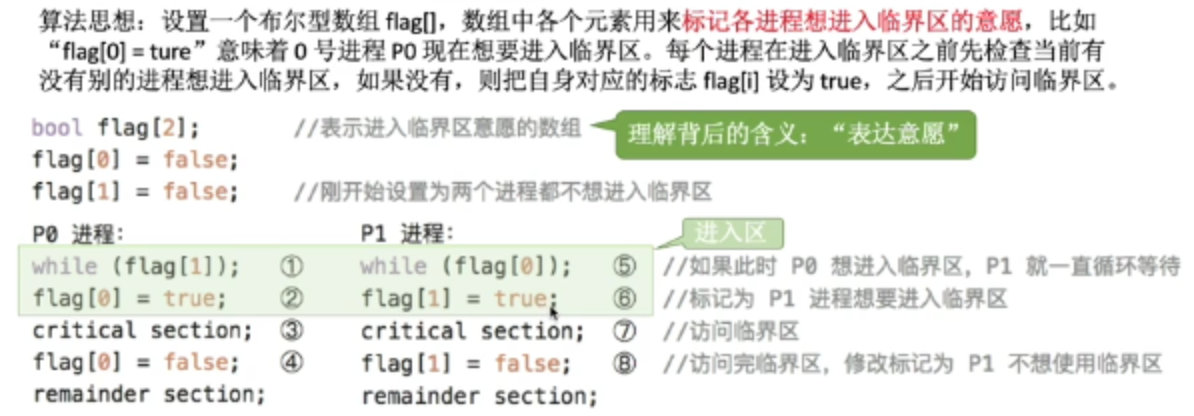 算法思想：设置一个布尔型数组 flag[]，数组中各个元素用来标记各进程想进入临界区的意愿，比如
“flag[0] = ture”意味着 0 号进程 P0 现在想要进入临界区。每个进程在进入临界区之前先检查当前有
没有别的进程想进入临界区，如果没有，则把自身对应的标志 flag[i] 设为 true，之后开始访问临界区。
bool flag[2]; //表示进入临界区意愿的数组 理解背后的含义：“表达意愿”
flag[0] = false;
flag[1] = false; //刚开始设置为两个进程都不想进入临界区
P0 进程： P1 进程： 进入区
while (flag[1]); ① while (flag[0]); ⑤ //如果此时 P0 想进入临界区，P1 就一直循环等待
flag[0] = true; ② flag[1] = true; ⑥ //标记为 P1 进程想要进入临界区
critical section; ③ critical section; ⑦ //访问临界区
flag[0] = false; ④ flag[1] = false; ⑧ //访问完临界区，修改标记为 P1 不想使用临界区
remainder section; remainder section;